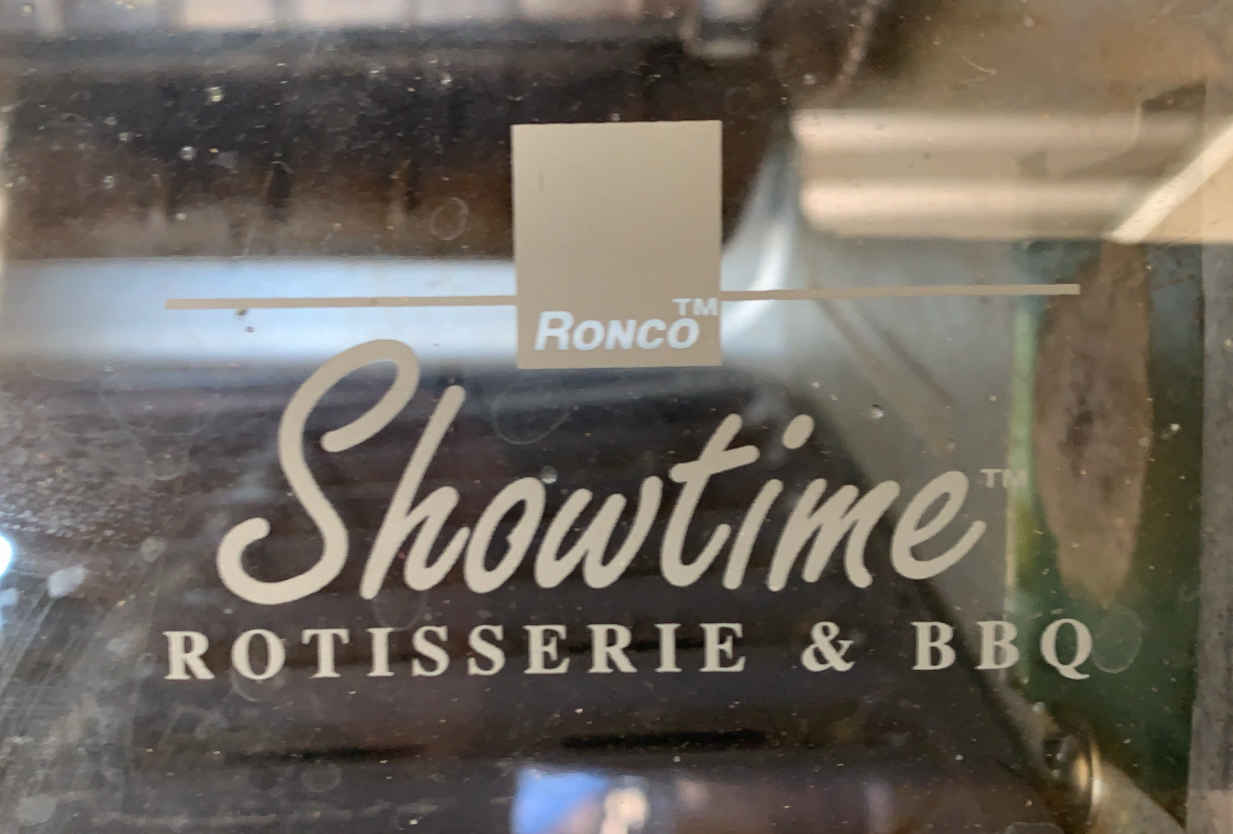 RONCO™
Showtime™
ROTISSERIE & BBQ